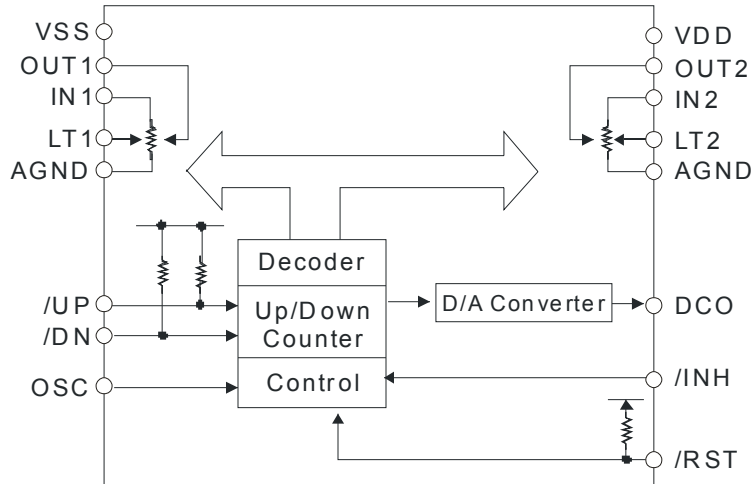 VSS
OUT1
IN1
LT1
AGND
/UP
/DN
OSC
Decoder
Up/Down
Counter
Control
D/A Converter
VDD
OUT2
IN2
LT2
AGND
DCO
/INH
/RST